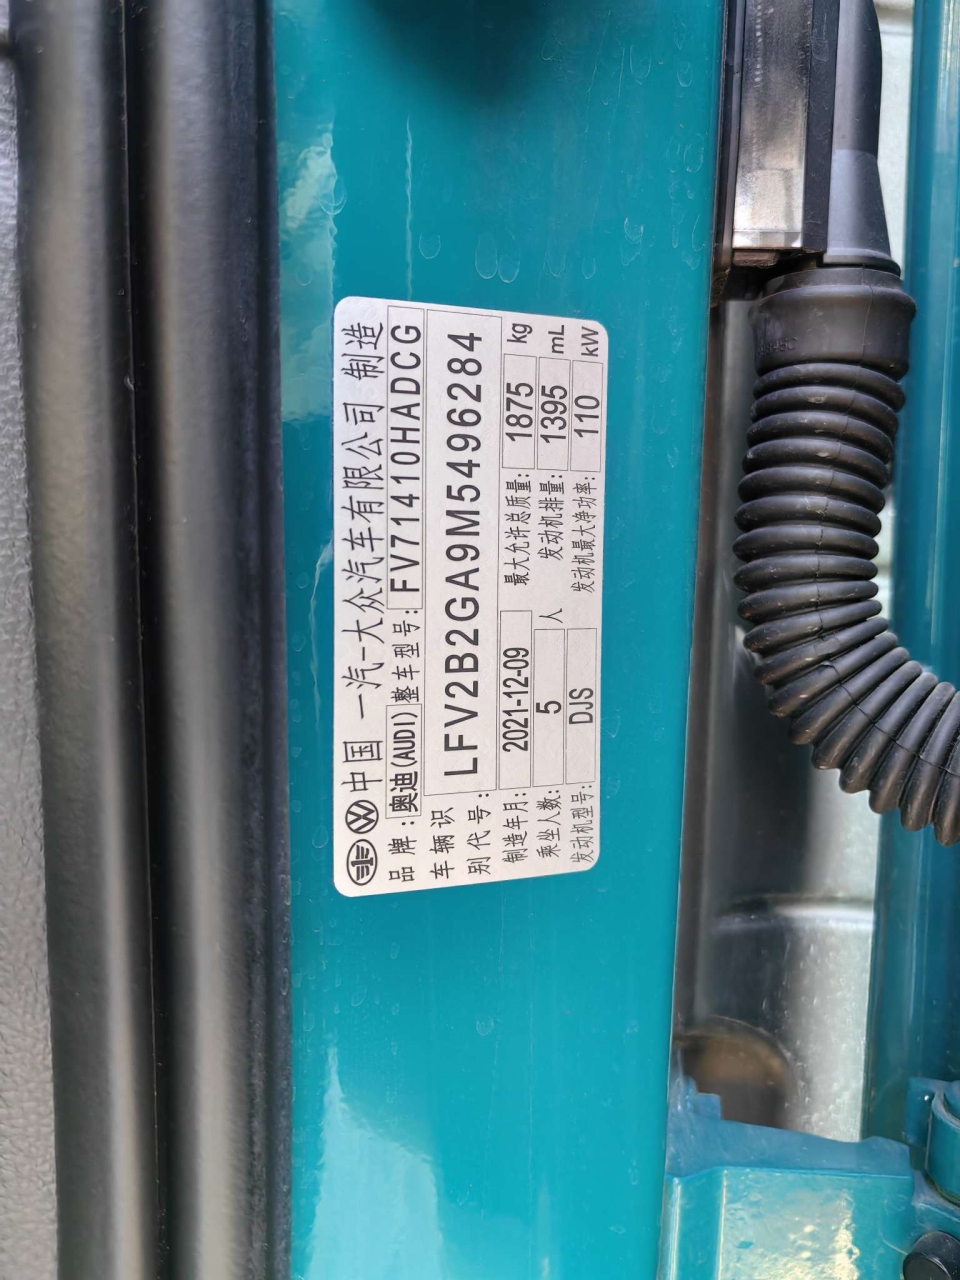 中国 一汽-大众汽车有限公司 制造
品牌:奥迪(AUDI) 整车型号:FV71410HADCG
车辆识别代号: LFV2B2GA9M5496284
制造年月: 2021-12-09 最大允许总质量: 1875 kg
乘坐人数: 5 人 发动机排量: 1395 mL
发动机型号: DJS 发动机最大净功率: 110 kW